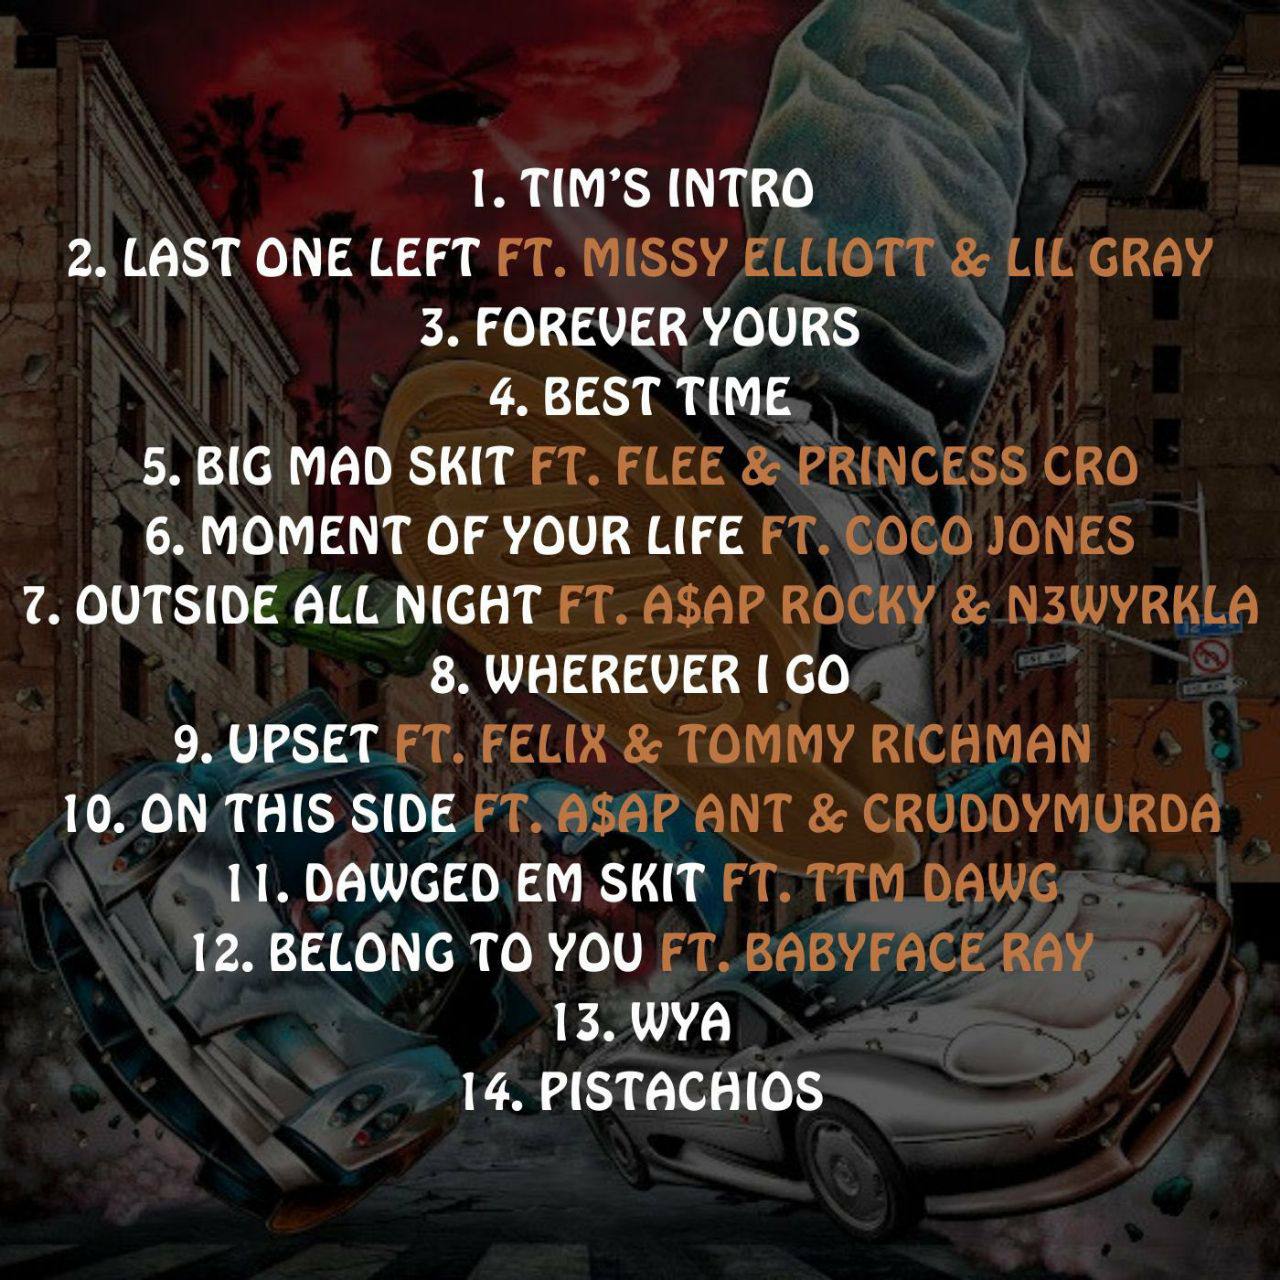 1. TIM'S INTRO
2. LAST ONE LEFT FT. MISSY ELLIOTT & LIL GRAY
3. FOREVER YOURS
4. BEST TIME
5. BIG MAD SKIT FT. FLEE & PRINCESS CRO
6. MOMENT OF YOUR LIFE FT. COCO JONES
7. OUTSIDE ALL NIGHT FT. A$AP ROCKY & N3WYRKLA
8. WHEREVER I GO
9. UPSET FT. FELIX & TOMMY RICHMAN
10. ON THIS SIDE FT. A$AP ANT & CRUDDYMURDA
11. DAWGED EM SKIT FT. TTM DAWG
12. BELONG TO YOU FT. BABYFACE RAY
13. WYA
14. PISTACHIOS